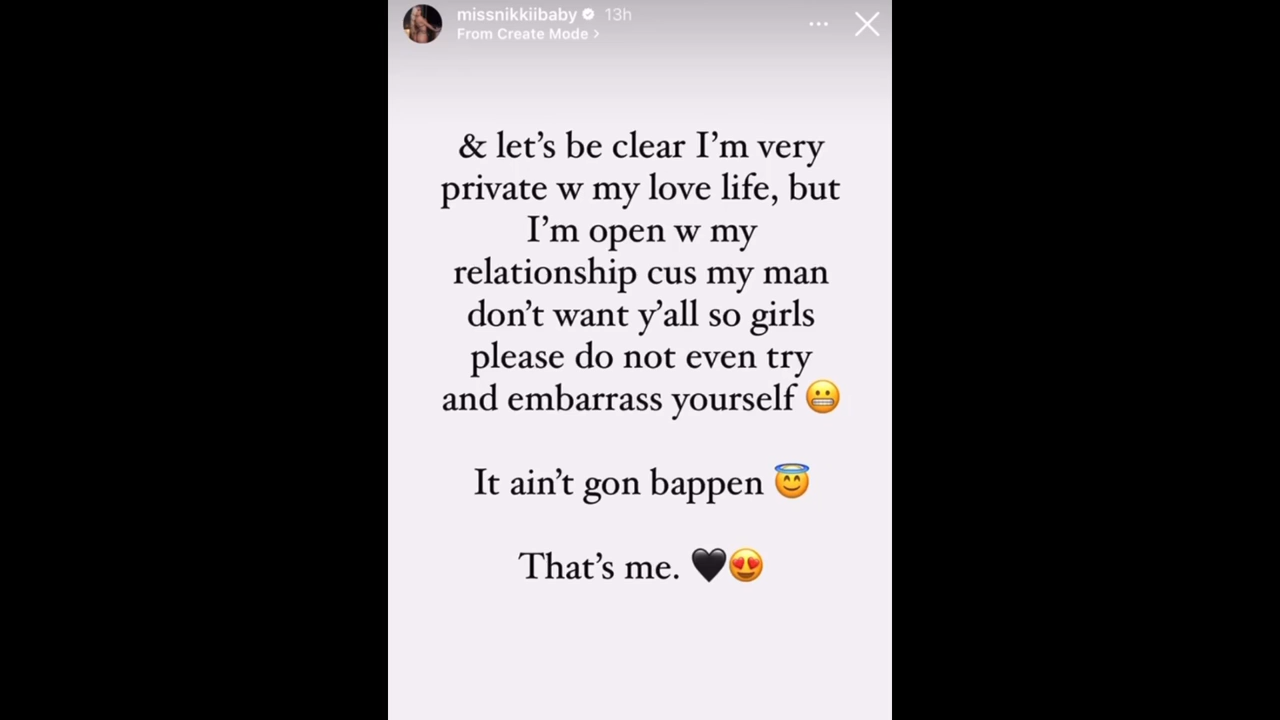 missnikkiibaby 13h
From Create Mode >
& let's be clear I'm very
private w my love life, but
I'm open w my
relationship cus my man
don't want y'all so girls
please do not even try
and embarrass yourself 😬
It ain't gon bappen 😇
That's me. 🖤😍